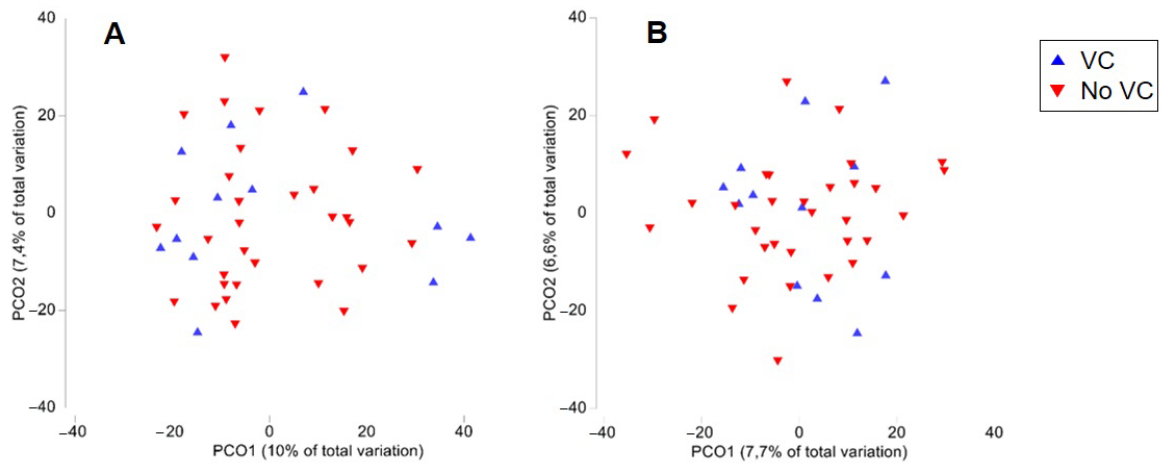 A
B
VC
No VC
40
20
0
−20
−40
−40
−20
0
20
40
PCO2 (7,4% of total variation)
PCO1 (10% of total variation)
40
20
0
−20
−40
−40
−20
0
20
40
PCO2 (6,6% of total variation)
PCO1 (7,7% of total variation)